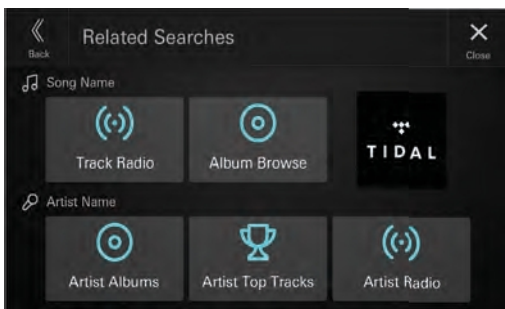 Related Searches
Back
Close
Song Name
Track Radio
Album Browse
TIDAL
Artist Name
Artist Albums
Artist Top Tracks
Artist Radio